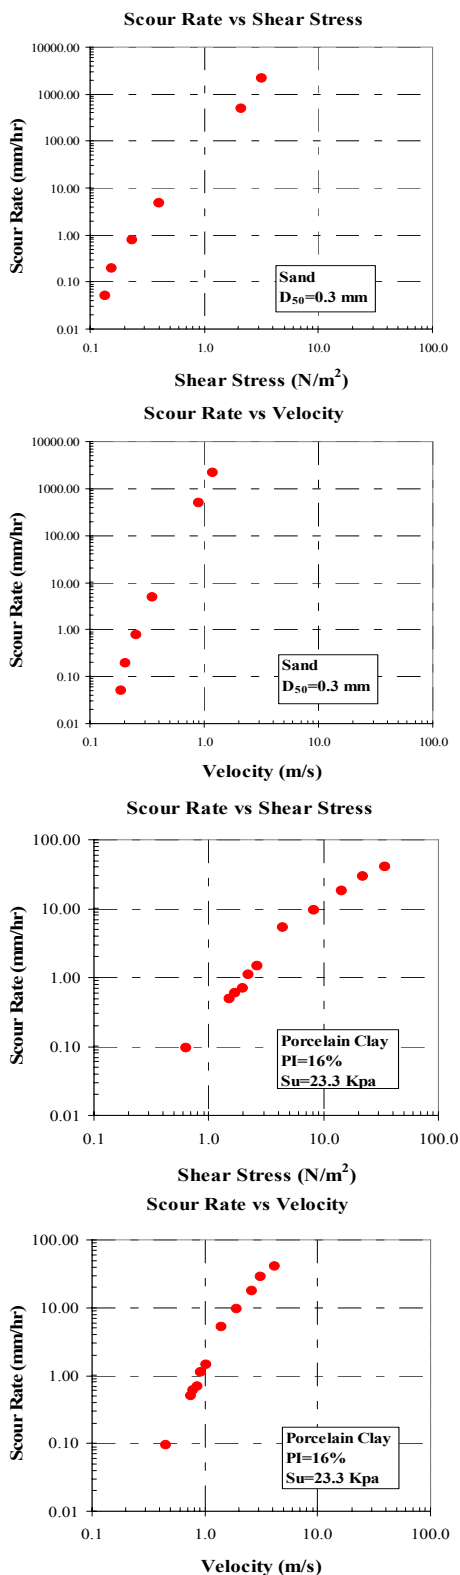 Scour Rate vs Shear Stress
10000.00
1000.00
100.00
10.00
1.00
0.10
0.01
Scour Rate (mm/hr)
Sand
D₅₀=0.3 mm
0.1 1.0 10.0 100.0
Shear Stress (N/m²)
Scour Rate vs Velocity
10000.00
1000.00
100.00
10.00
1.00
0.10
0.01
Scour Rate (mm/hr)
Sand
D₅₀=0.3 mm
0.1 1.0 10.0 100.0
Velocity (m/s)
Scour Rate vs Shear Stress
100.00
10.00
1.00
0.10
0.01
Scour Rate (mm/hr)
Porcelain Clay
PI=16%
Su=23.3 Kpa
0.1 1.0 10.0 100.0
Shear Stress (N/m²)
Scour Rate vs Velocity
100.00
10.00
1.00
0.10
0.01
Scour Rate (mm/hr)
Porcelain Clay
PI=16%
Su=23.3 Kpa
0.1 1.0 10.0 100.0
Velocity (m/s)